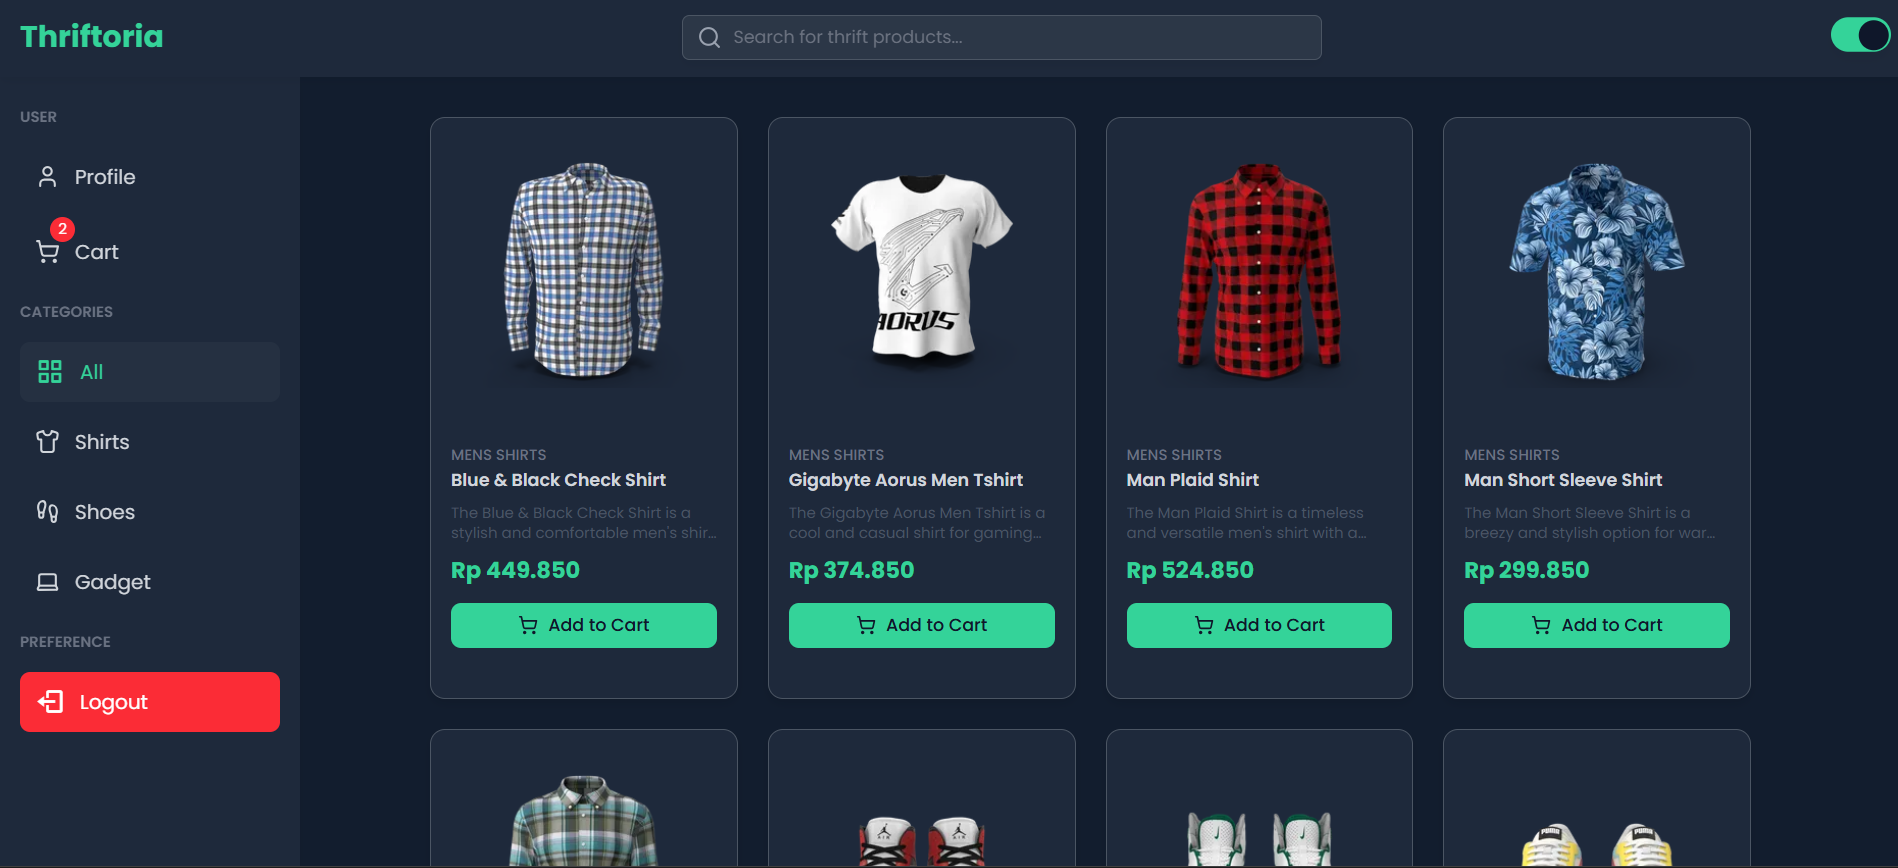 Thriftoria
Search for thrift products...
USER
Profile
2
Cart
CATEGORIES
All
Shirts
Shoes
Gadget
PREFERENCE
Logout
AORUS
MENS SHIRTS
Blue & Black Check Shirt
The Blue & Black Check Shirt is a
stylish and comfortable men's shir...
Rp 449.850
Add to Cart
MENS SHIRTS
Gigabyte Aorus Men Tshirt
The Gigabyte Aorus Men Tshirt is a
cool and casual shirt for gaming...
Rp 374.850
Add to Cart
MENS SHIRTS
Man Plaid Shirt
The Man Plaid Shirt is a timeless
and versatile men's shirt with a...
Rp 524.850
Add to Cart
MENS SHIRTS
Man Short Sleeve Shirt
The Man Short Sleeve Shirt is a
breezy and stylish option for war...
Rp 299.850
Add to Cart
AIR
AIR
PUMA
PUMA